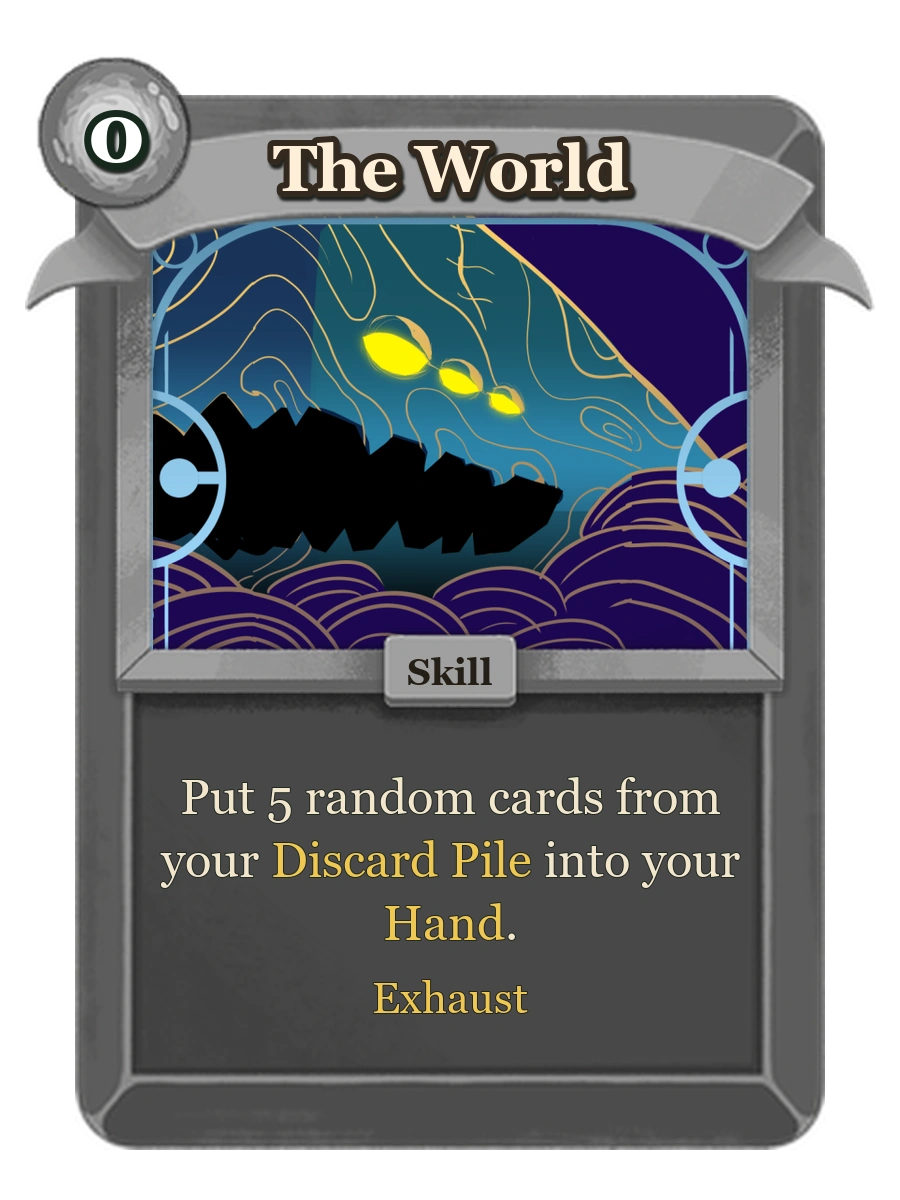 0
The World
Skill
Put 5 random cards from
your Discard Pile into your
Hand.
Exhaust